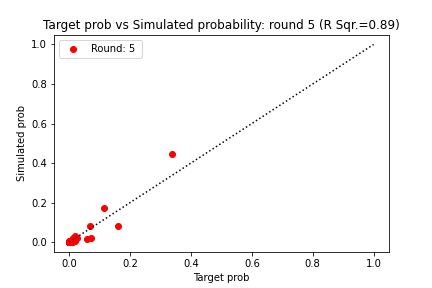 Target prob vs Simulated probability: round 5 (R Sqr.=0.89)
Round: 5
Simulated prob
1.0
0.8
0.6
0.4
0.2
0.0
0.0 0.2 0.4 0.6 0.8 1.0
Target prob